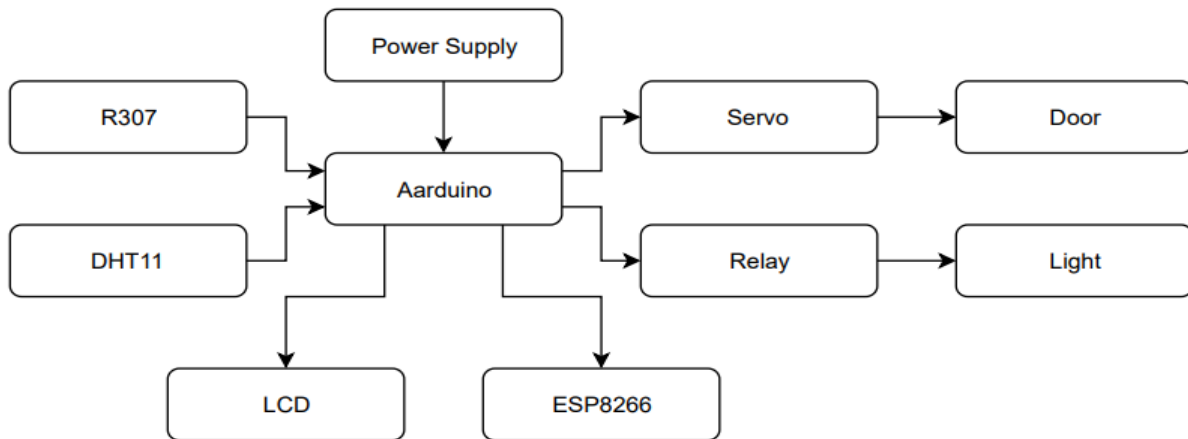 Power Supply
R307
Servo
Door
Aarduino
DHT11
Relay
Light
LCD
ESP8266